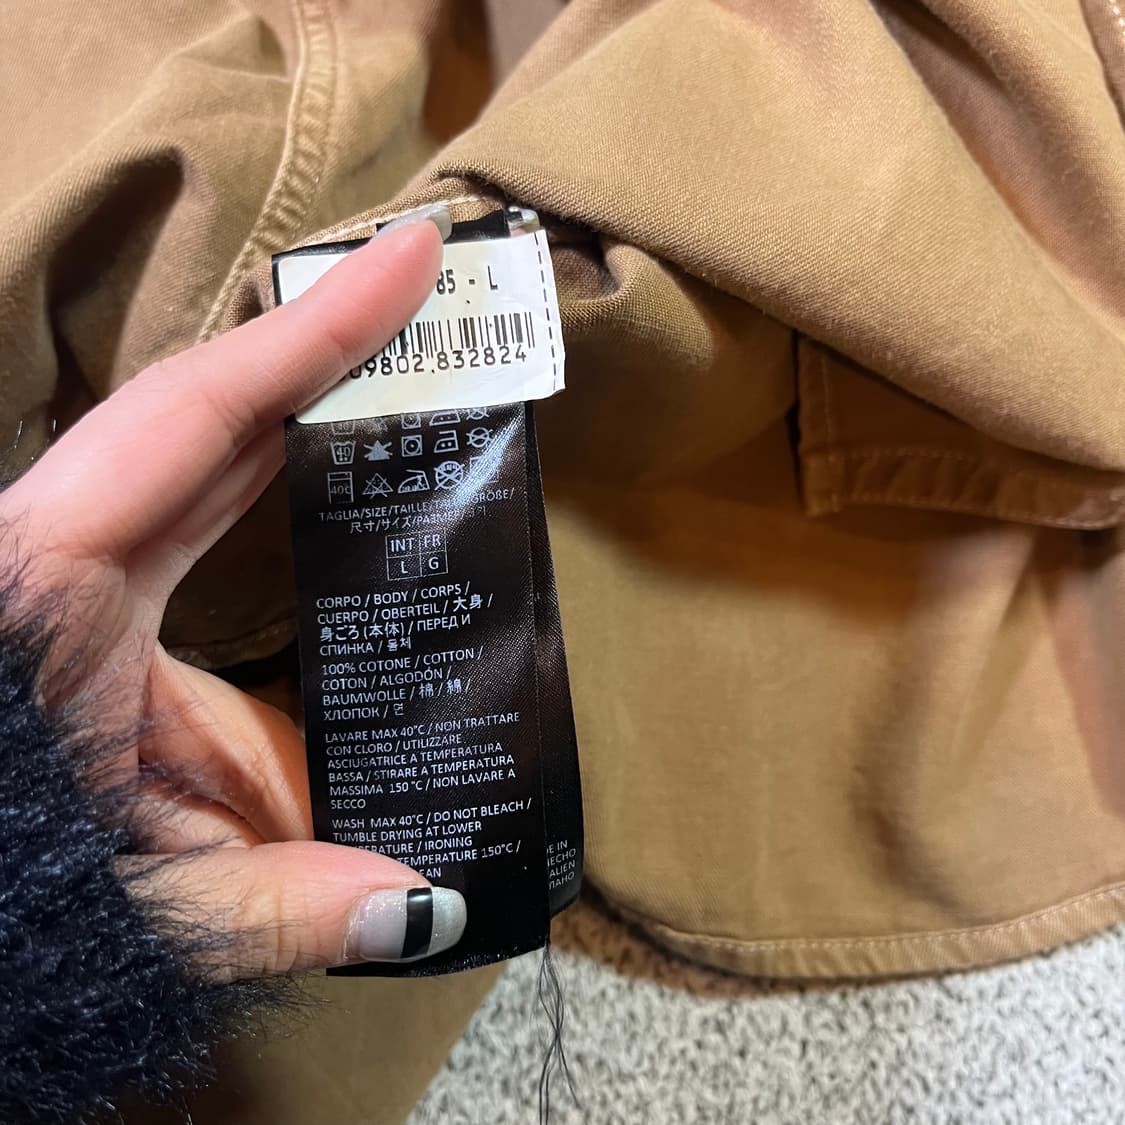 85 - L
09802.832824
40
40c
TAGLIA/SIZE/TAILLE/
尺寸/サイズ/
INT FR
L G
CORPO / BODY / CORPS /
CUERPO / OBERTEIL / 大身 /
身ごろ (本体) / ПЕРЕД И
СПИНКА / 몸체
100% COTONE / COTTON /
COTON / ALGODÓN /
BAUMWOLLE / 棉 / 綿 /
ХЛОПОК / 면
LAVARE MAX 40°C / NON TRATTARE
CON CLORO / UTILIZZARE
ASCIUGATRICE A TEMPERATURA
BASSA / STIRARE A TEMPERATURA
MASSIMA 150 °C / NON LAVARE A
SECCO
WASH MAX 40°C / DO NOT BLEACH /
TUMBLE DRYING AT LOWER
/ IRONING
TEMPERATURE 150°C /
IN